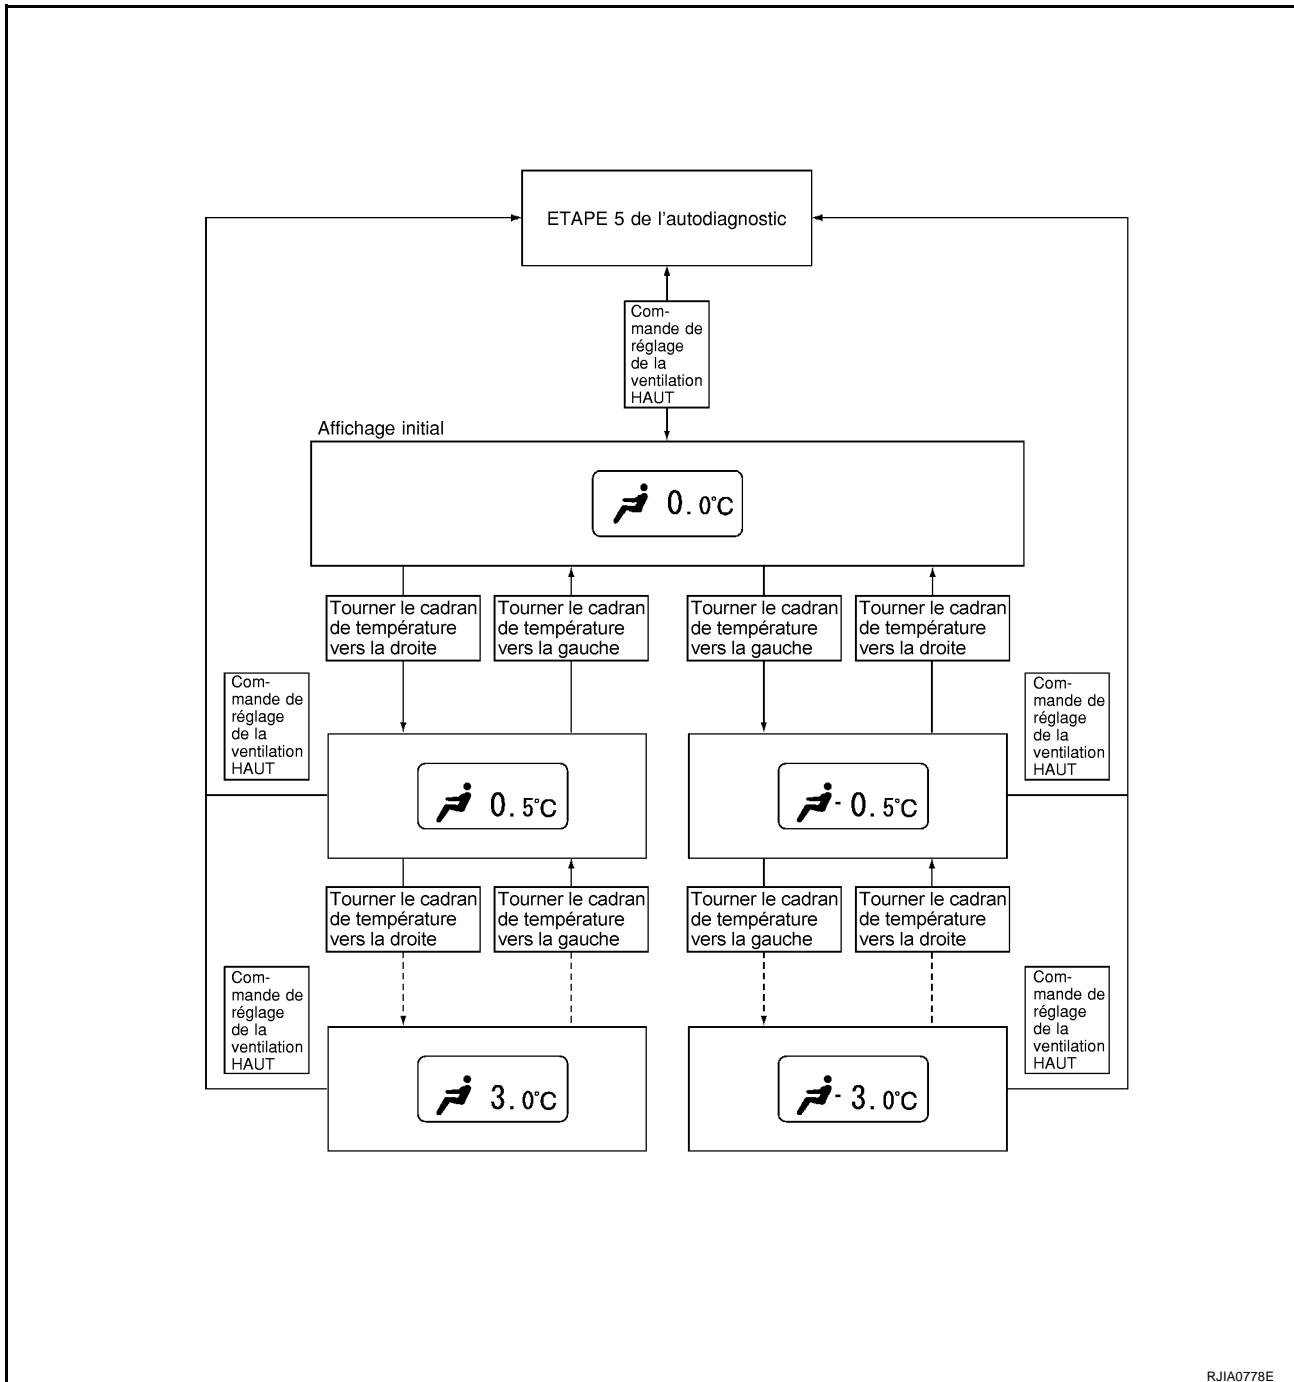 ETAPE 5 de l'autodiagnostic
Com-
mande de
réglage
de la
ventilation
HAUT
Affichage initial
0.0°C
Tourner le cadran
de température
vers la droite
Tourner le cadran
de température
vers la gauche
Tourner le cadran
de température
vers la gauche
Tourner le cadran
de température
vers la droite
Com-
mande de
réglage
de la
ventilation
HAUT
Com-
mande de
réglage
de la
ventilation
HAUT
0.5°C
- 0.5°C
Tourner le cadran
de température
vers la droite
Tourner le cadran
de température
vers la gauche
Tourner le cadran
de température
vers la gauche
Tourner le cadran
de température
vers la droite
Com-
mande de
réglage
de la
ventilation
HAUT
Com-
mande de
réglage
de la
ventilation
HAUT
3.0°C
- 3.0°C
RJIA0778E